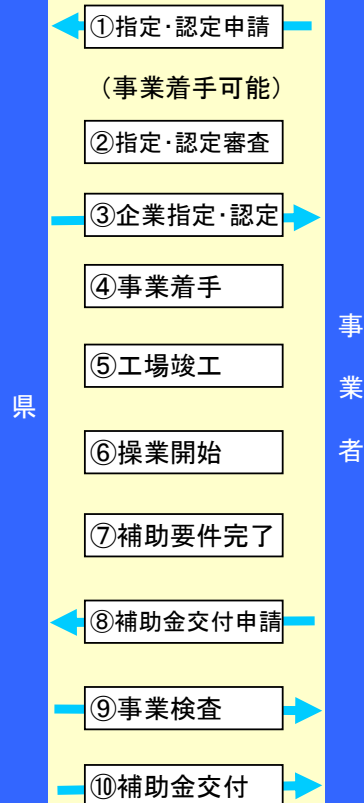 ①指定・認定申請
（事業着手可能）
②指定・認定審査
③企業指定・認定
④事業着手
⑤工場竣工
⑥操業開始
⑦補助要件完了
⑧補助金交付申請
⑨事業検査
⑩補助金交付
県
事業者